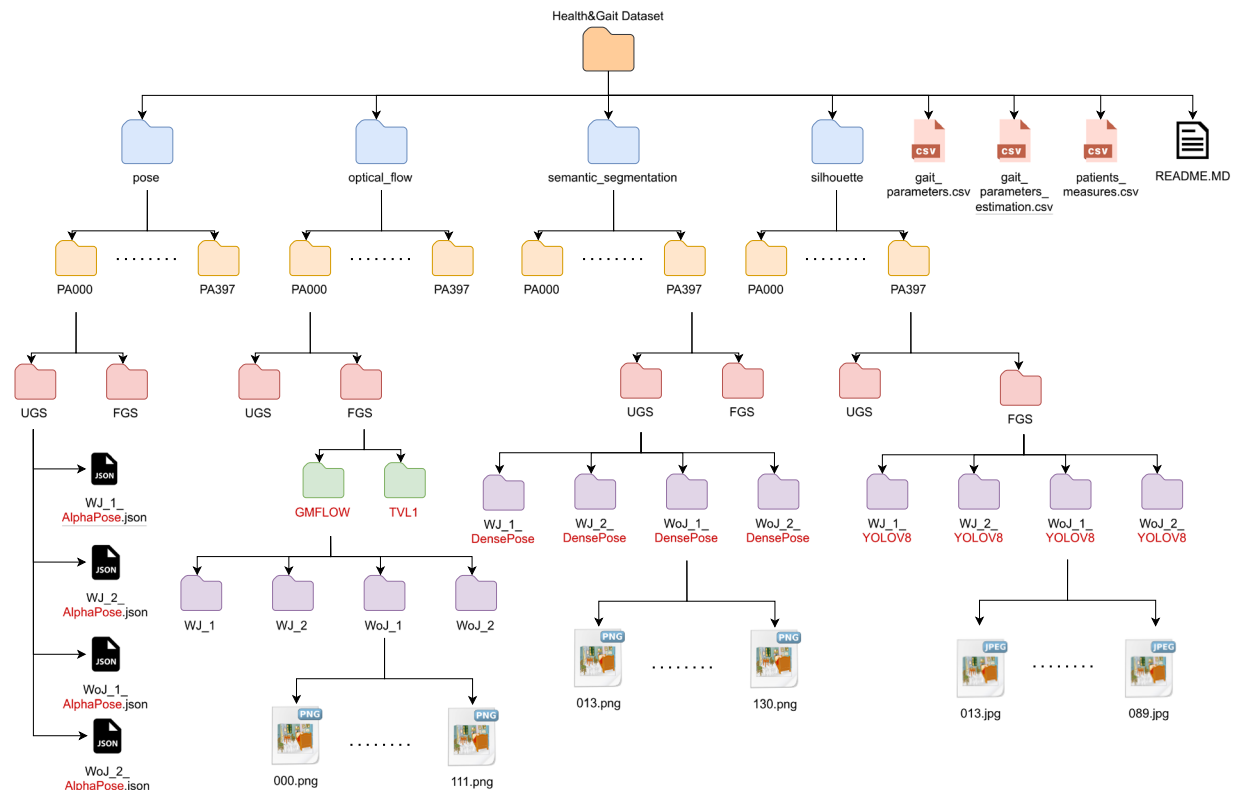 Health&Gait Dataset
CSV
CSV
CSV
pose
optical_flow
semantic_segmentation
silhouette
gait_
parameters.csv
gait_
parameters_
estimation.csv
patients_
measures.csv
README.MD
PA000
........
PA397
PA000
........
PA397
PA000
........
PA397
PA000
........
PA397
UGS
FGS
UGS
FGS
UGS
FGS
UGS
FGS
JSON
WJ_1_
AlphaPose.json
JSON
WJ_2_
AlphaPose.json
JSON
WoJ_1_
AlphaPose.json
JSON
WoJ_2_
AlphaPose.json
GMFLOW
TVL1
WJ_1
WJ_2
WoJ_1
WoJ_2
PNG
........
PNG
000.png
111.png
WJ_1_
DensePose
WJ_2_
DensePose
WoJ_1_
DensePose
WoJ_2_
DensePose
PNG
........
PNG
013.png
130.png
WJ_1_
YOLOV8
WJ_2_
YOLOV8
WoJ_1_
YOLOV8
WoJ_2_
YOLOV8
JPEG
........
JPEG
013.jpg
089.jpg